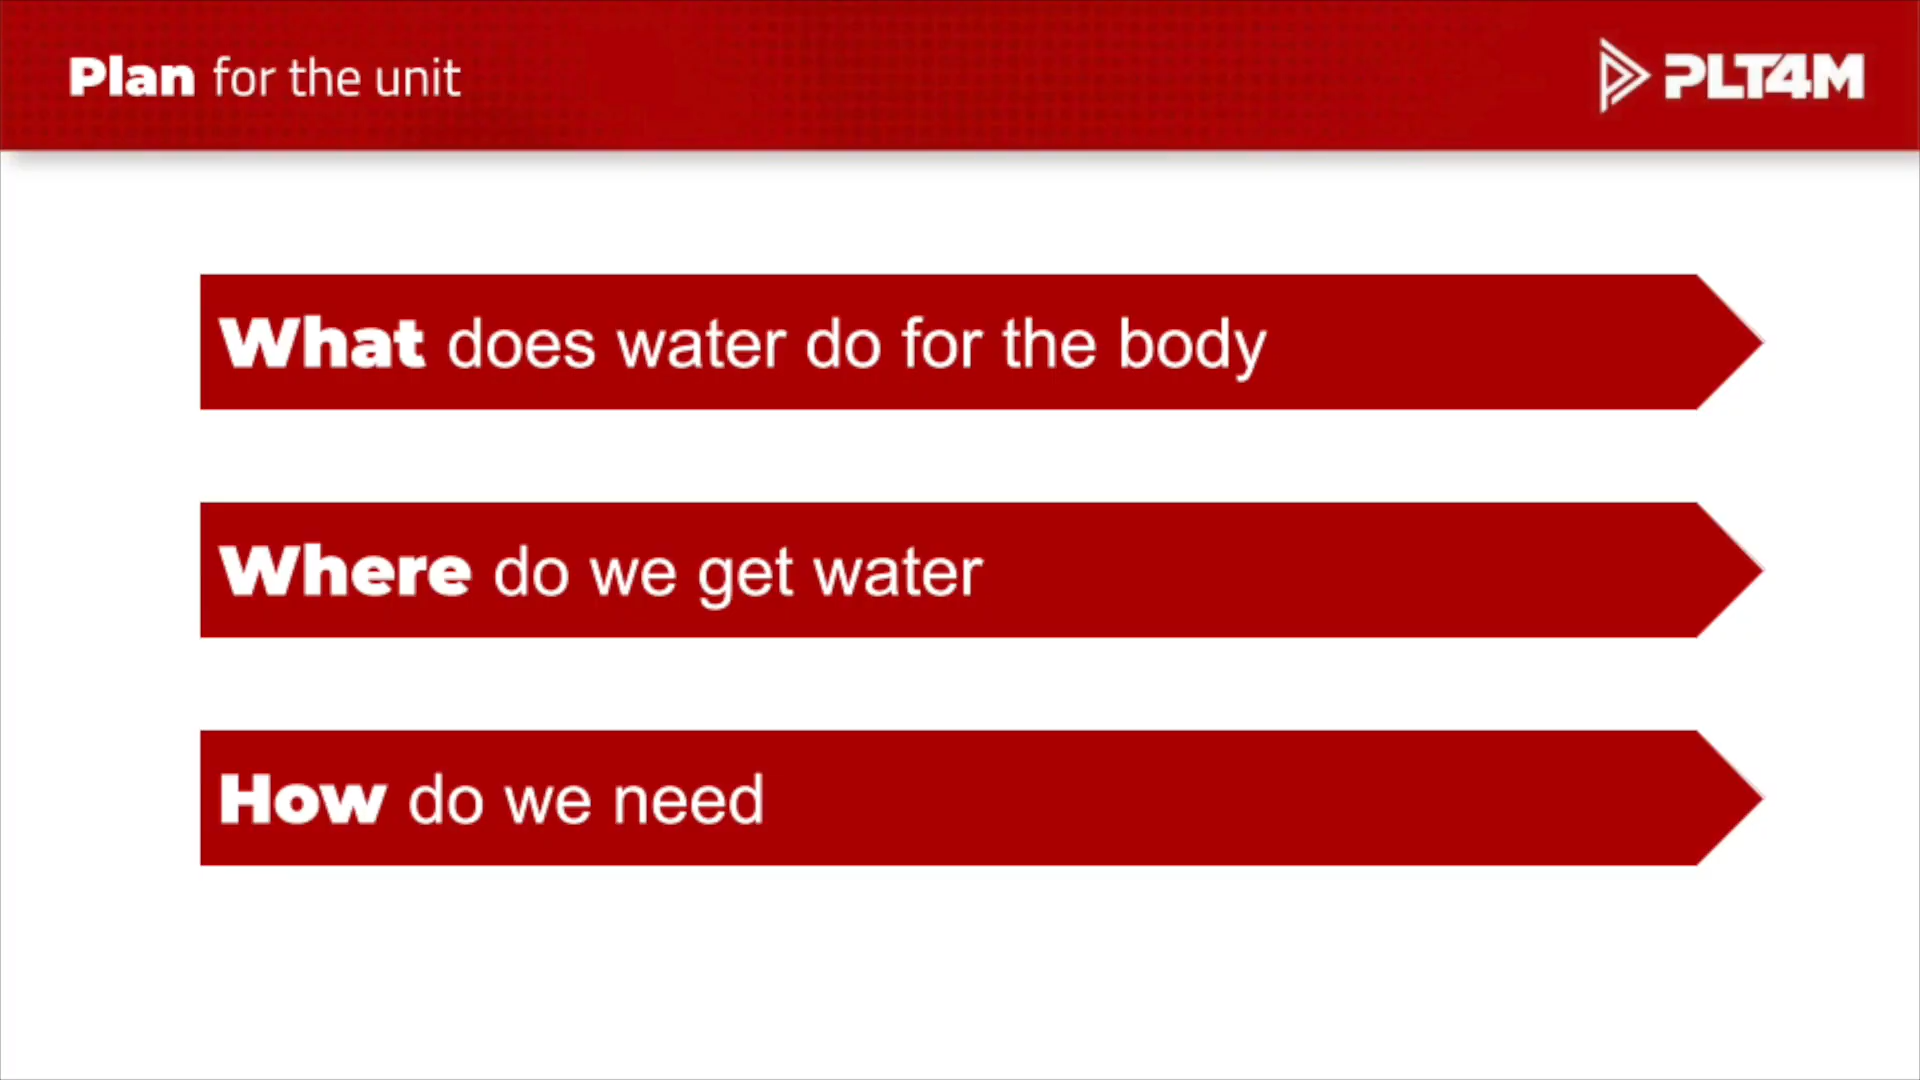 Plan for the unit
PLT4M
What does water do for the body
Where do we get water
How do we need